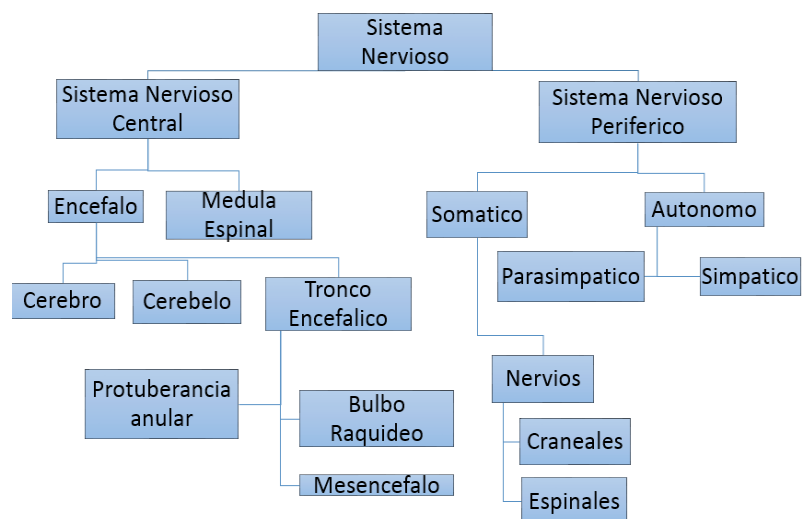 Sistema
Nervioso
Sistema Nervioso
Central
Sistema Nervioso
Periferico
Encefalo
Medula
Espinal
Somatico
Autonomo
Parasimpatico
Simpatico
Cerebro
Cerebelo
Tronco
Encefalico
Protuberancia
anular
Bulbo
Raquideo
Mesencefalo
Nervios
Craneales
Espinales